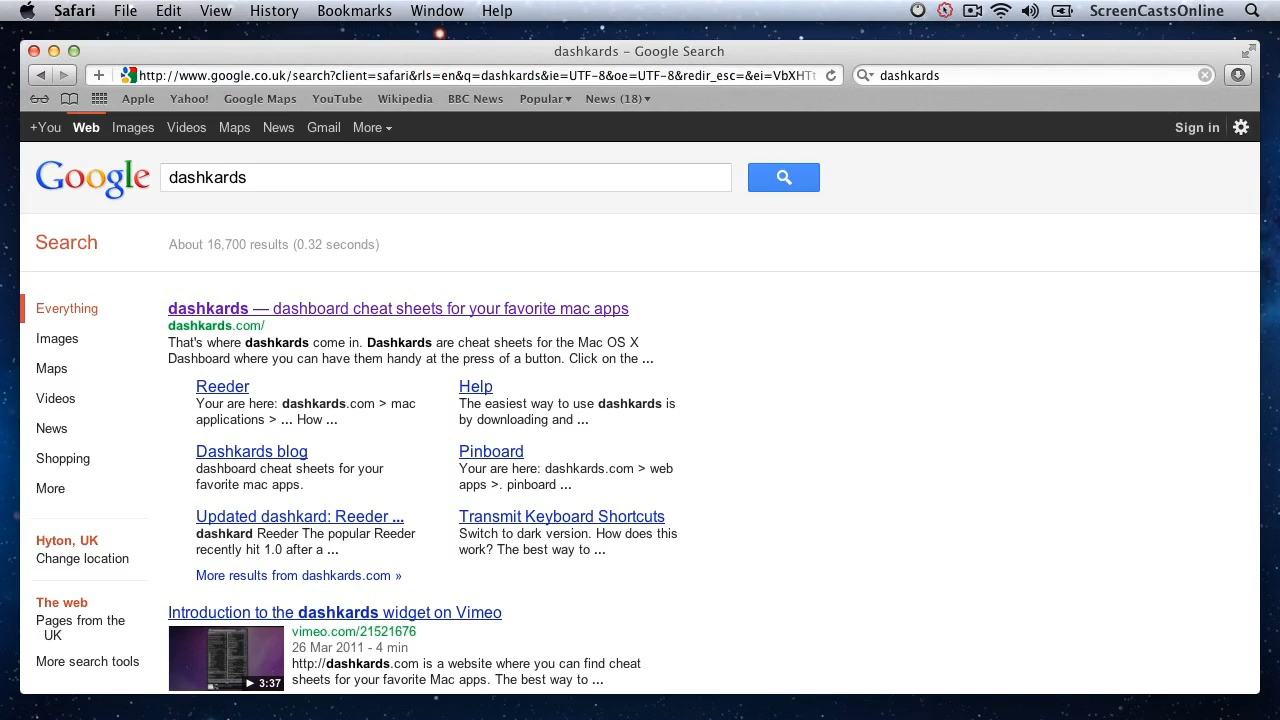 Safari File Edit View History Bookmarks Window Help ScreenCastsOnline
dashkards – Google Search
http://www.google.co.uk/search?client=safari&rls=en&q=dashkards&ie=UTF-8&oe=UTF-8&redir_esc=&ei=VbXHT dashkards
Apple Yahoo! Google Maps YouTube Wikipedia BBC News Popular▾ News (18)▾
+You Web Images Videos Maps News Gmail More Sign in
Google dashkards
Search About 16,700 results (0.32 seconds)
Everything
Images
Maps
Videos
News
Shopping
More
Hyton, UK
Change location
The web
Pages from the
UK
More search tools
dashkards — dashboard cheat sheets for your favorite mac apps
dashkards.com/
That's where dashkards come in. Dashkards are cheat sheets for the Mac OS X
Dashboard where you can have them handy at the press of a button. Click on the ...
Reeder
Your are here: dashkards.com > mac
applications > ... How ...
Help
The easiest way to use dashkards is
by downloading and ...
Dashkards blog
dashboard cheat sheets for your
favorite mac apps.
Pinboard
Your are here: dashkards.com > web
apps >. pinboard ...
Updated dashkard: Reeder ...
dashkard Reeder The popular Reeder
recently hit 1.0 after a ...
Transmit Keyboard Shortcuts
Switch to dark version. How does this
work? The best way to ...
More results from dashkards.com »
Introduction to the dashkards widget on Vimeo
vimeo.com/21521676
26 Mar 2011 - 4 min
http://dashkards.com is a website where you can find cheat
sheets for your favorite Mac apps. The best way to ...
3:37